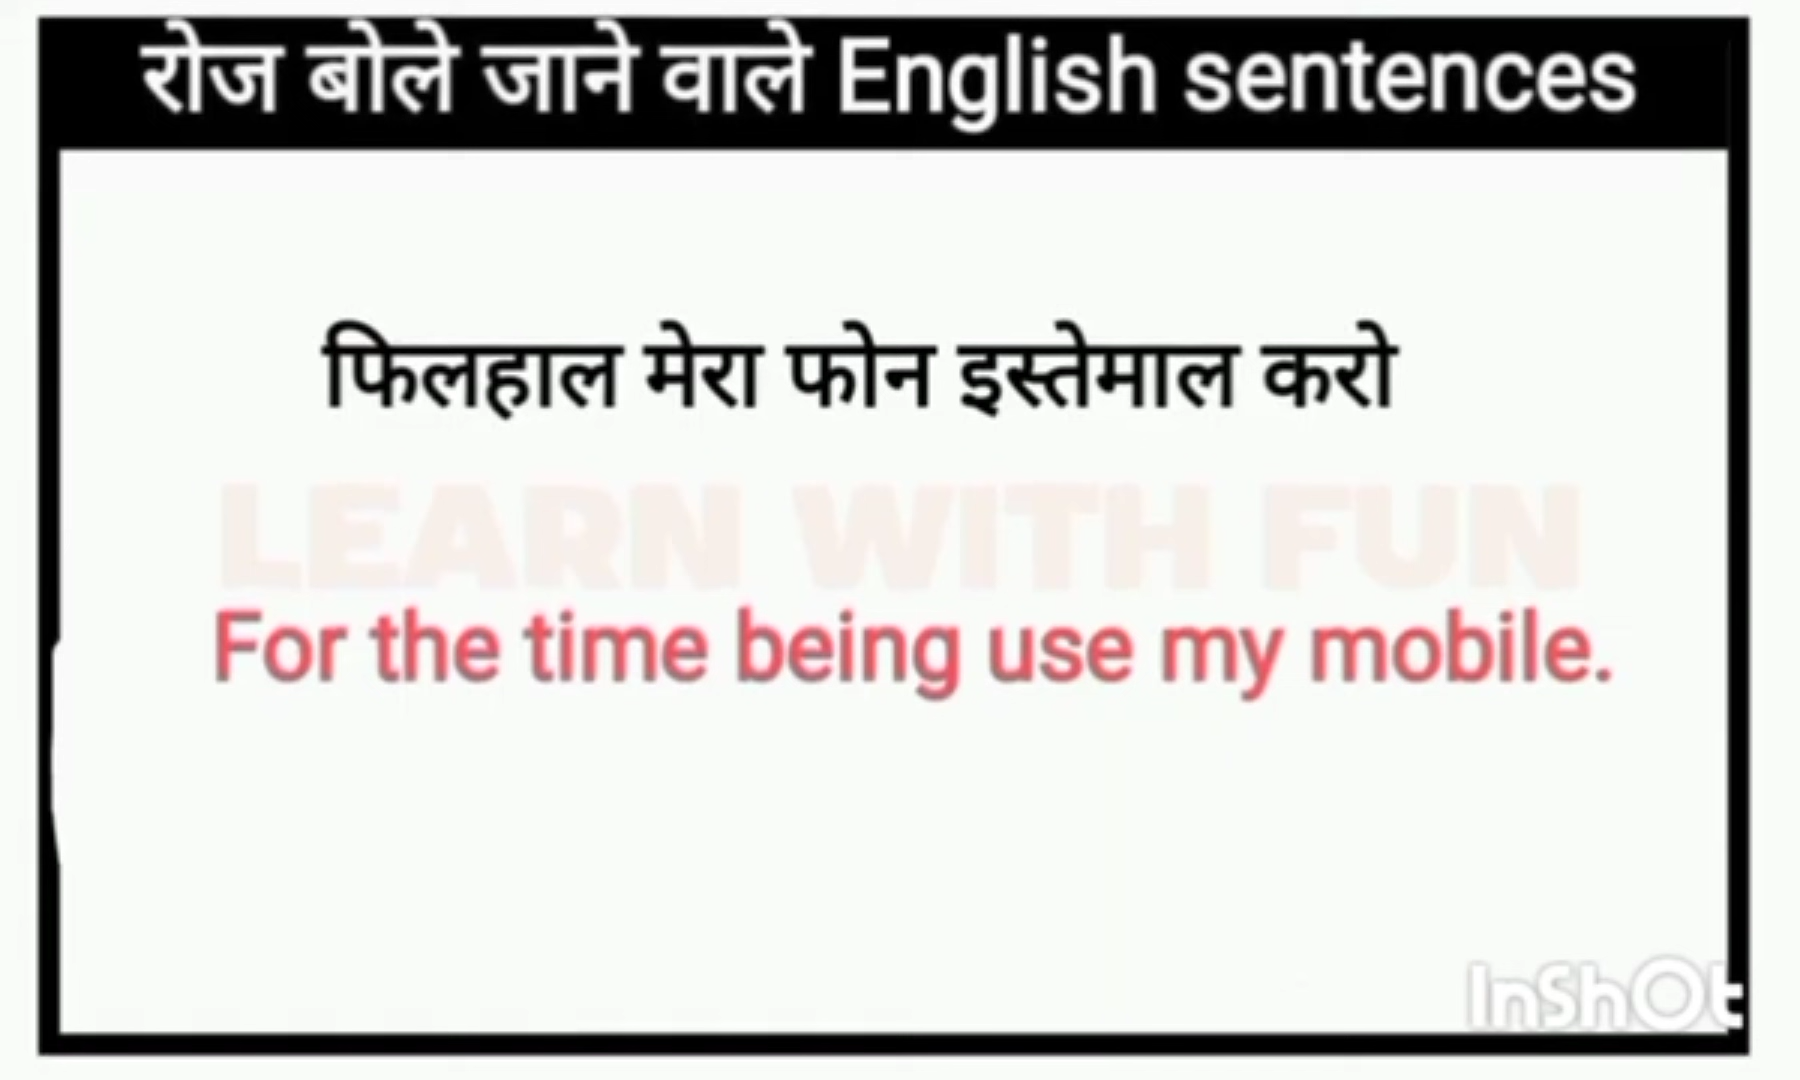 रोज बोले जाने वाले English sentences
फिलहाल मेरा फोन इस्तेमाल करो
LEARN WITH FUN
For the time being use my mobile.
InShOt